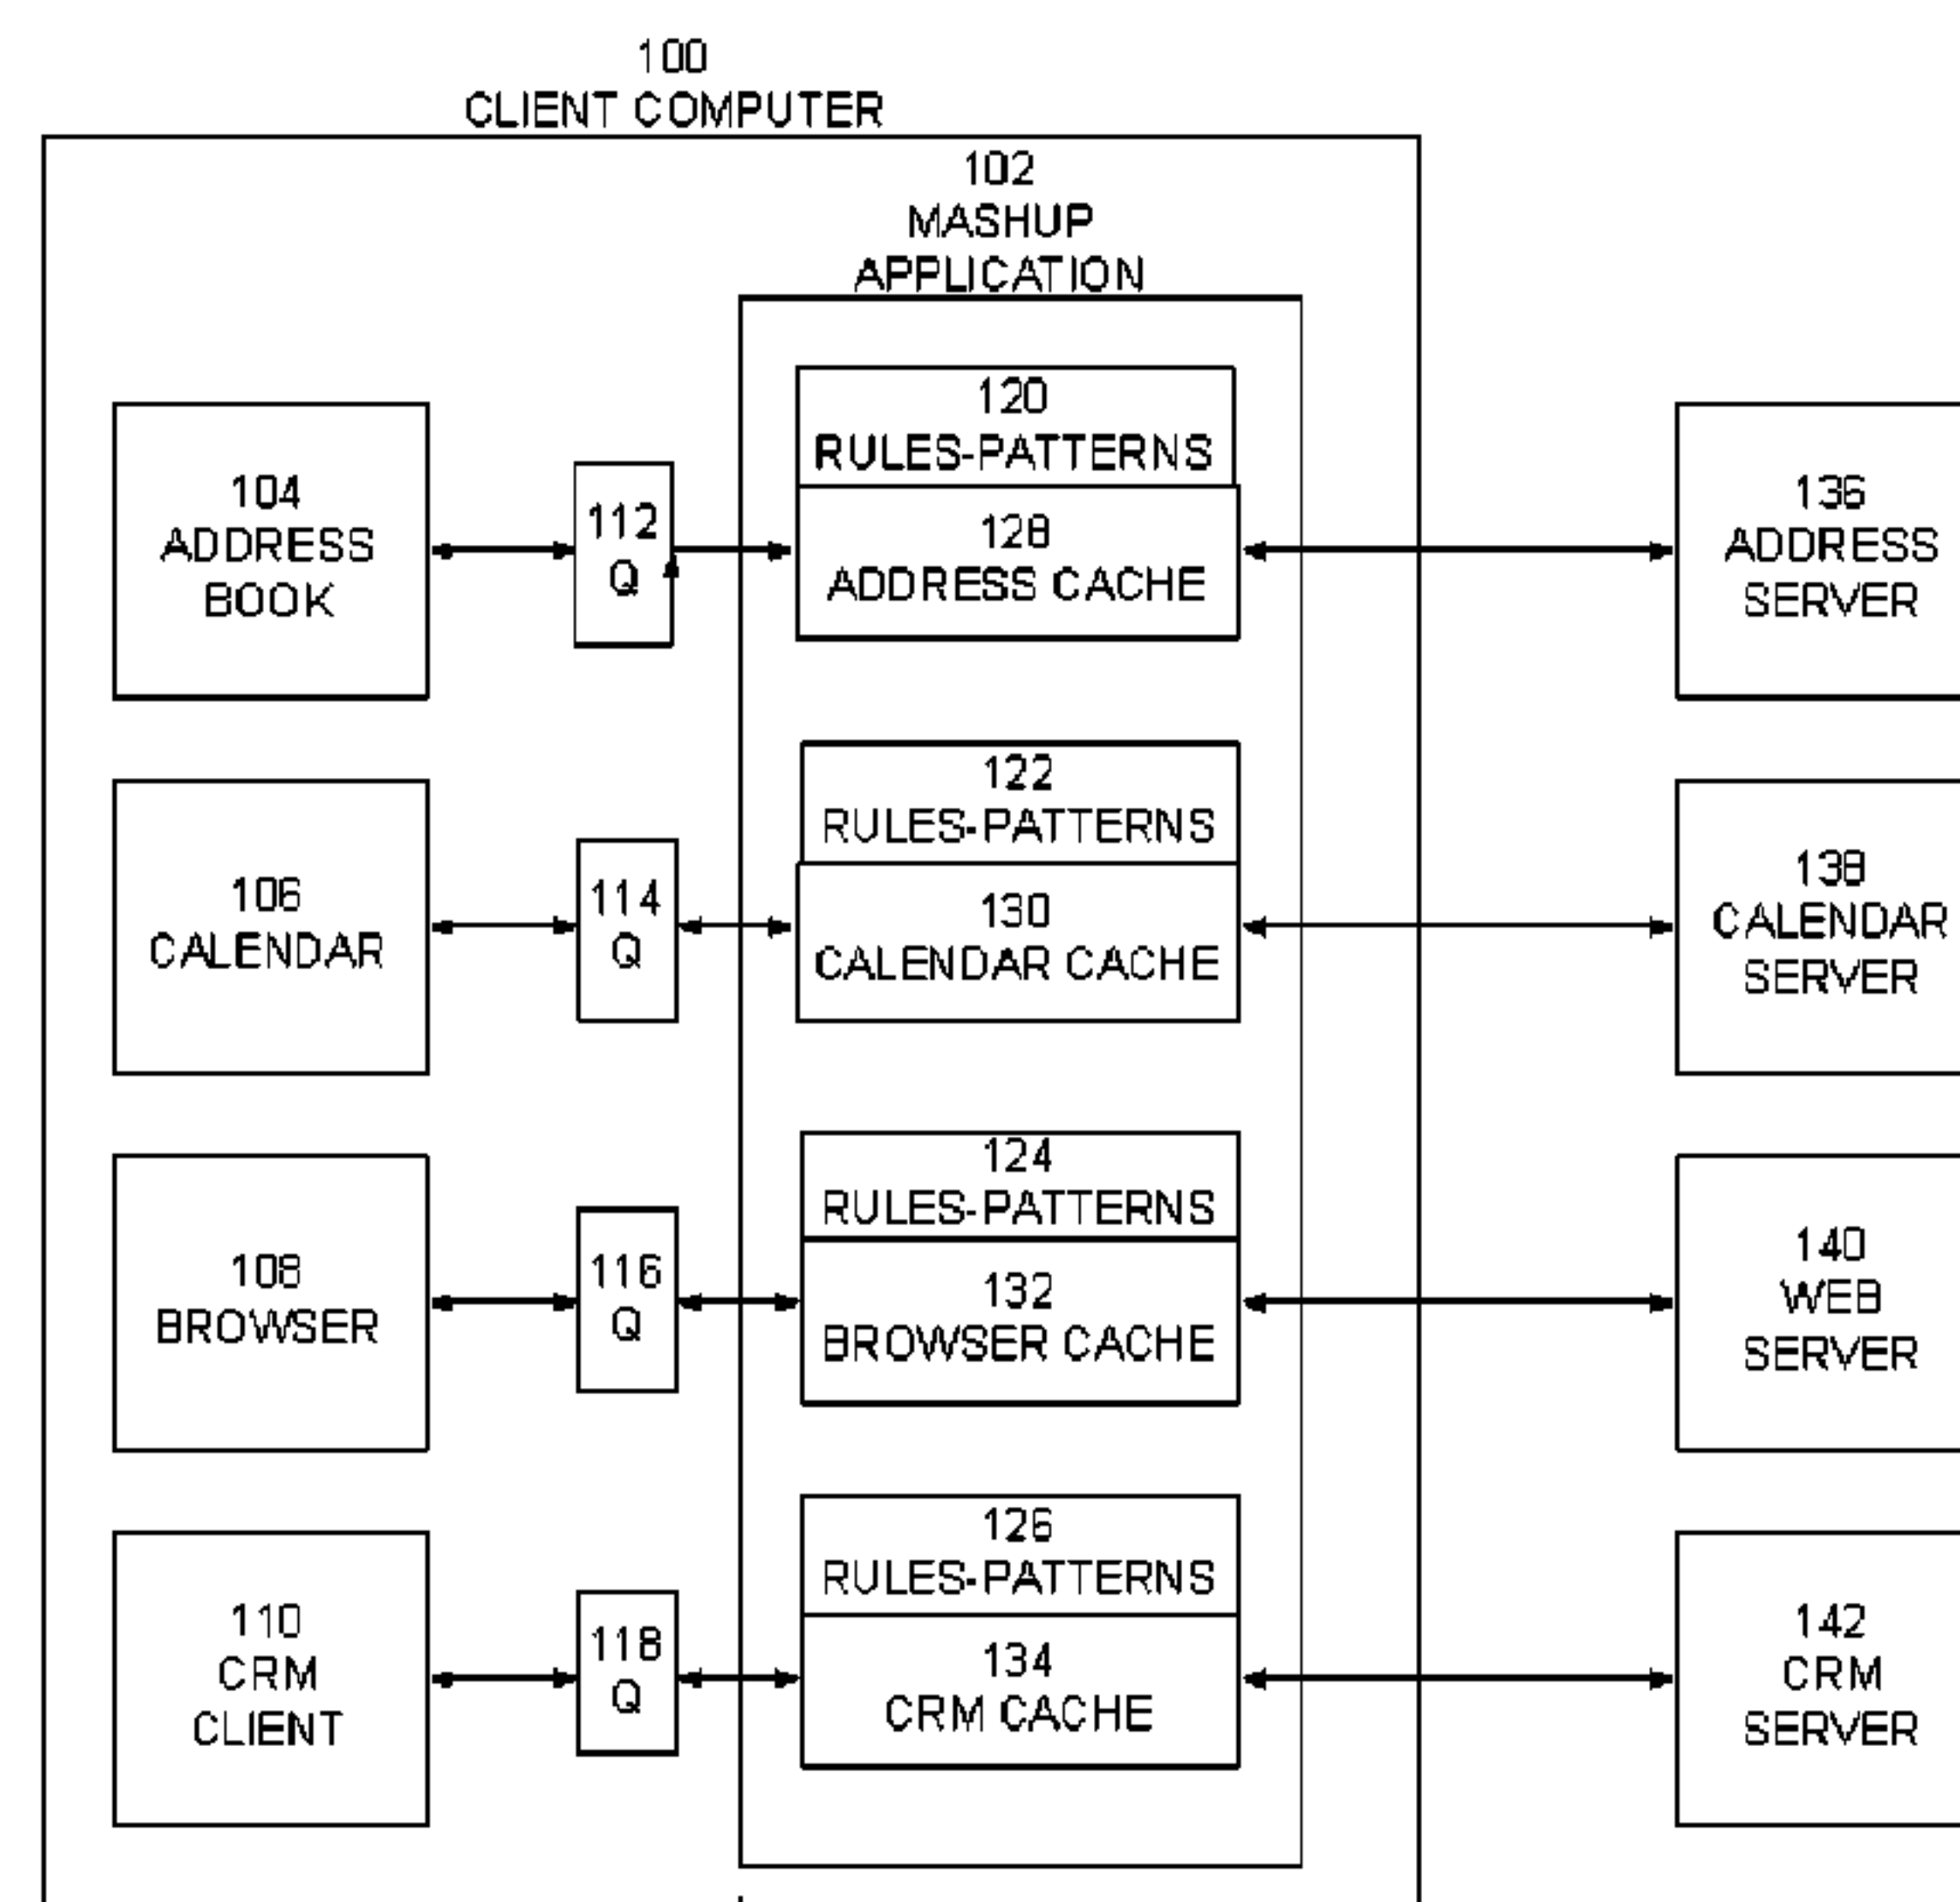 100
CLIENT COMPUTER
102
MASHUP
APPLICATION
104
ADDRESS
BOOK
112
Q
120
RULES-PATTERNS
128
ADDRESS CACHE
136
ADDRESS
SERVER
106
CALENDAR
114
Q
122
RULES-PATTERNS
130
CALENDAR CACHE
138
CALENDAR
SERVER
108
BROWSER
116
Q
124
RULES-PATTERNS
132
BROWSER CACHE
140
WEB
SERVER
110
CRM
CLIENT
118
Q
126
RULES-PATTERNS
134
CRM CACHE
142
CRM
SERVER